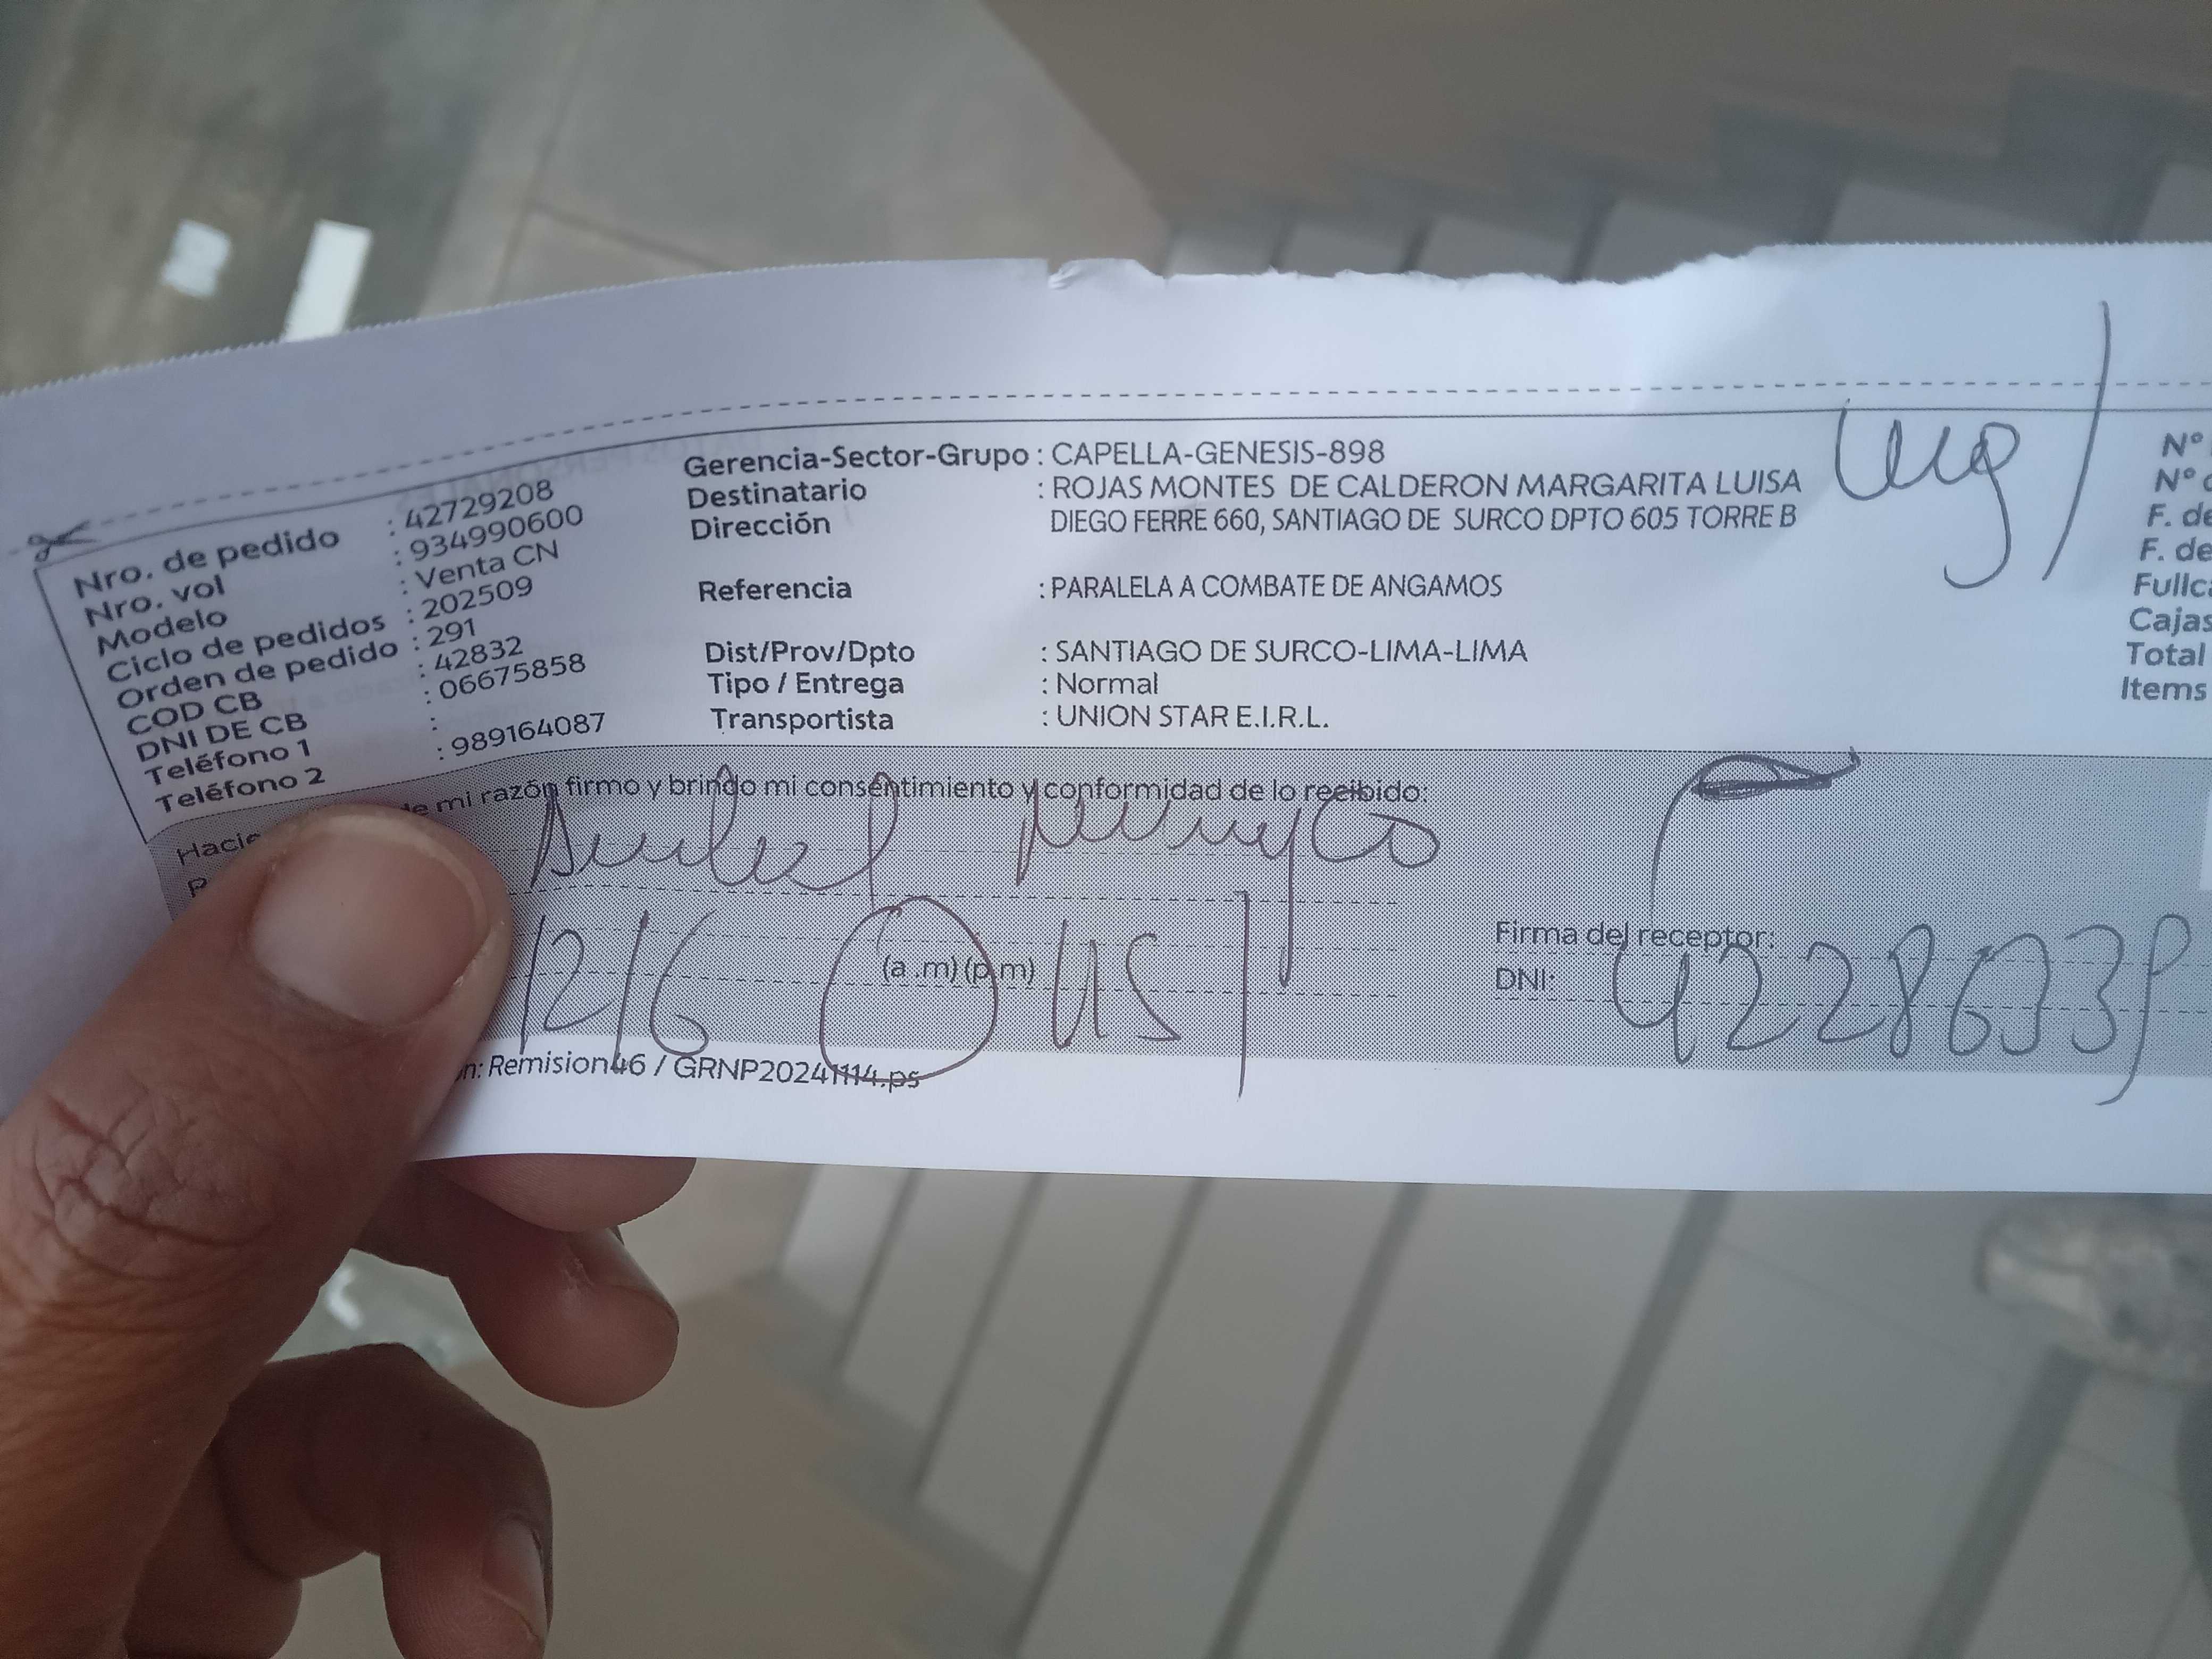 Nro. de pedido : 42729208
Nro. vol : 934990600
Modelo : Venta CN
Ciclo de pedidos : 202509
Orden de pedido : 291
COD CB : 42832
DNI DE CB : 06675858
Teléfono 1 :
Teléfono 2 : 989164087
Gerencia-Sector-Grupo : CAPELLA-GENESIS-898
Destinatario : ROJAS MONTES DE CALDERON MARGARITA LUISA
Dirección DIEGO FERRE 660, SANTIAGO DE SURCO DPTO 605 TORRE B
Referencia : PARALELA A COMBATE DE ANGAMOS
Dist/Prov/Dpto : SANTIAGO DE SURCO-LIMA-LIMA
Tipo / Entrega : Normal
Transportista : UNION STAR E.I.R.L.
Nº
Nº
F. de
F. de
Fullc
Cajas
Total
Items
Hacie de mi razón firmo y brindo mi consentimiento y conformidad de lo recibido:
12/6 (a .m) (p.m)
Firma del receptor:
DNI:
n: Remision46 / GRNP20241114.ps